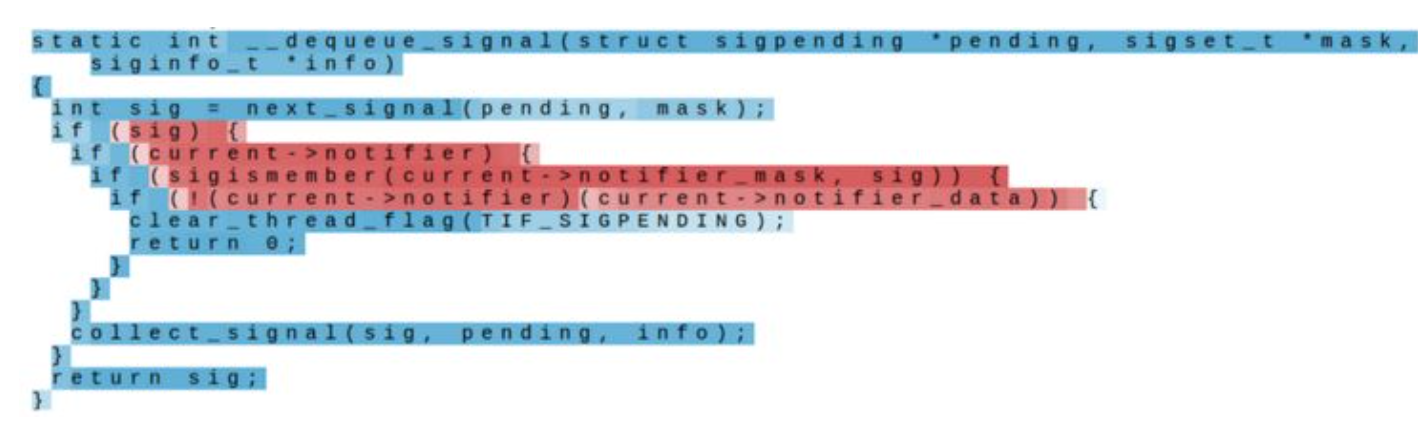 static int __dequeue_signal(struct sigpending *pending, sigset_t *mask,
siginfo_t *info)
{
int sig = next_signal(pending, mask);
if (sig) {
if (current->notifier) {
if (sigismember(current->notifier_mask, sig)) {
if (!(current->notifier)(current->notifier_data)) {
clear_thread_flag(TIF_SIGPENDING);
return 0;
}
}
}
collect_signal(sig, pending, info);
}
return sig;
}